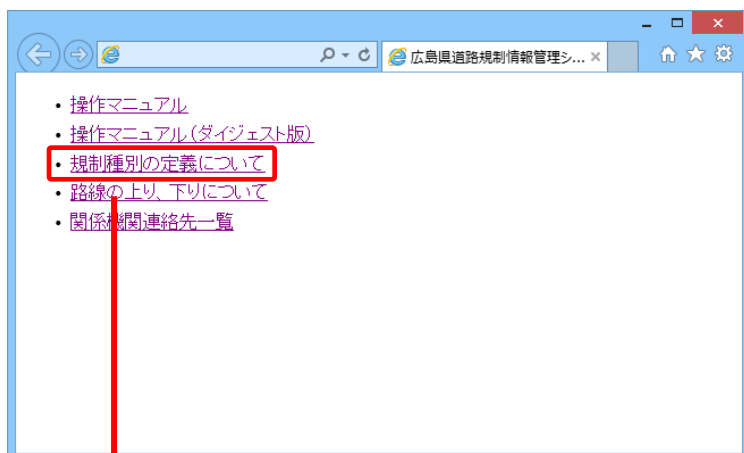 広島県道路規制情報管理シ...
操作マニュアル
操作マニュアル(ダイジェスト版)
規制種別の定義について
路線の上り、下りについて
関係機関連絡先一覧